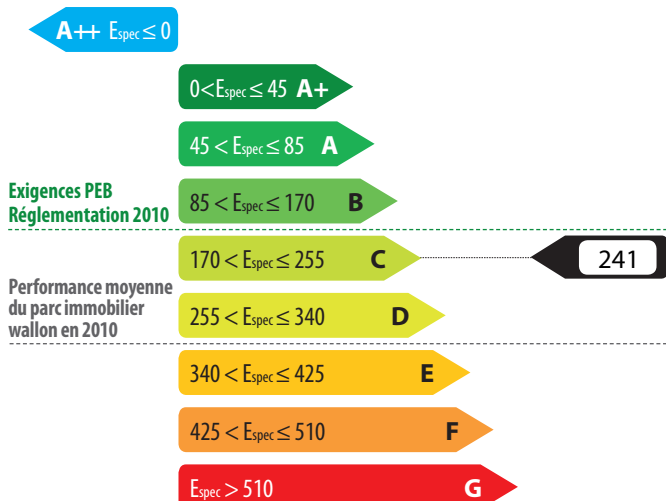 A++ Espec ≤ 0
0<Espec ≤ 45 A+
45 < Espec ≤ 85 A
Exigences PEB
Réglementation 2010
85 < Espec ≤ 170 B
170 < Espec ≤ 255 C
241
Performance moyenne
du parc immobilier
wallon en 2010
255 < Espec ≤ 340 D
340 < Espec ≤ 425 E
425 < Espec ≤ 510 F
Espec > 510 G